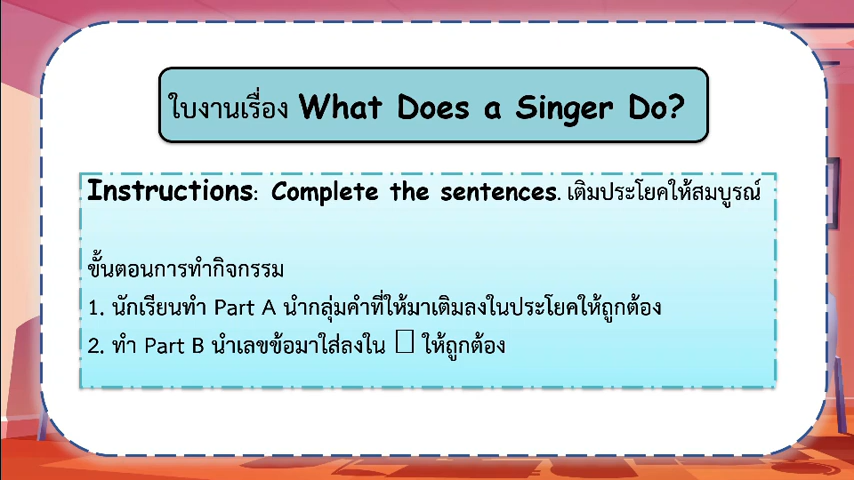 ใบงานเรื่อง What Does a Singer Do?
Instructions: Complete the sentences. เติมประโยคให้สมบูรณ์
ขั้นตอนการทำกิจกรรม
1. นักเรียนทำ Part A นำกลุ่มคำที่ให้มาเติมลงในประโยคให้ถูกต้อง
2. ทำ Part B นำเลขข้อมาใส่ลงใน □ ให้ถูกต้อง